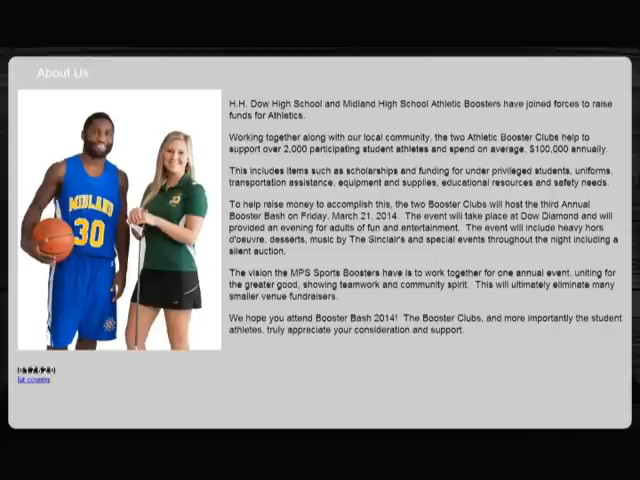 About Us
MIDLAND
30
H.H. Dow High School and Midland High School Athletic Boosters have joined forces to raise
funds for Athletics.
Working together along with our local community, the two Athletic Booster Clubs help to
support over 2,000 participating student athletes and spend on average, $100,000 annually.
This includes items such as scholarships and funding for under privileged students, uniforms,
transportation assistance, equipment and supplies, educational resources and safety needs.
To help raise money to accomplish this, the two Booster Clubs will host the third Annual
Booster Bash on Friday, March 21, 2014. The event will take place at Dow Diamond and will
provided an evening for adults of fun and entertainment. The event will include heavy hors
d'oeuvre, desserts, music by The Sinclair's and special events throughout the night including a
silent auction.
The vision the MPS Sports Boosters have is to work together for one annual event, uniting for
the greater good, showing teamwork and community spirit. This will ultimately eliminate many
smaller venue fundraisers.
We hope you attend Booster Bash 2014! The Booster Clubs, and more importantly the student
athletes, truly appreciate your consideration and support.
hit counter